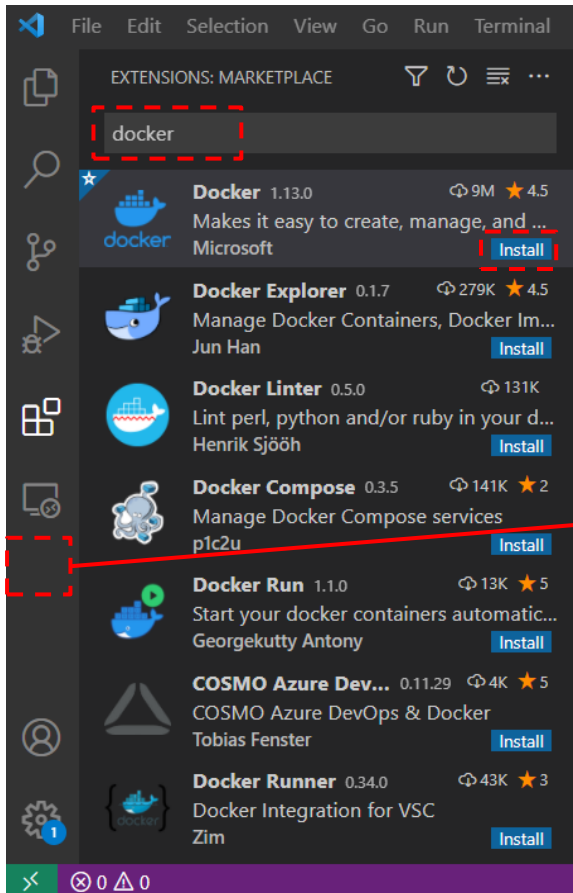 File Edit Selection View Go Run Terminal
EXTENSIONS: MARKETPLACE
docker
Docker 1.13.0 9M 4.5
Makes it easy to create, manage, and ...
docker
Microsoft Install
Docker Explorer 0.1.7 279K 4.5
Manage Docker Containers, Docker Im...
Jun Han Install
Docker Linter 0.5.0 131K
Lint perl, python and/or ruby in your d...
Henrik Sjööh Install
Docker Compose 0.3.5 141K 2
Manage Docker Compose services
p1c2u Install
Docker Run 1.1.0 13K 5
Start your docker containers automatic...
Georgekutty Antony Install
COSMO Azure Dev... 0.11.29 4K 5
COSMO Azure DevOps & Docker
Tobias Fenster Install
Docker Runner 0.34.0 43K 3
Docker Integration for VSC
docker
Zim Install
1
0 0